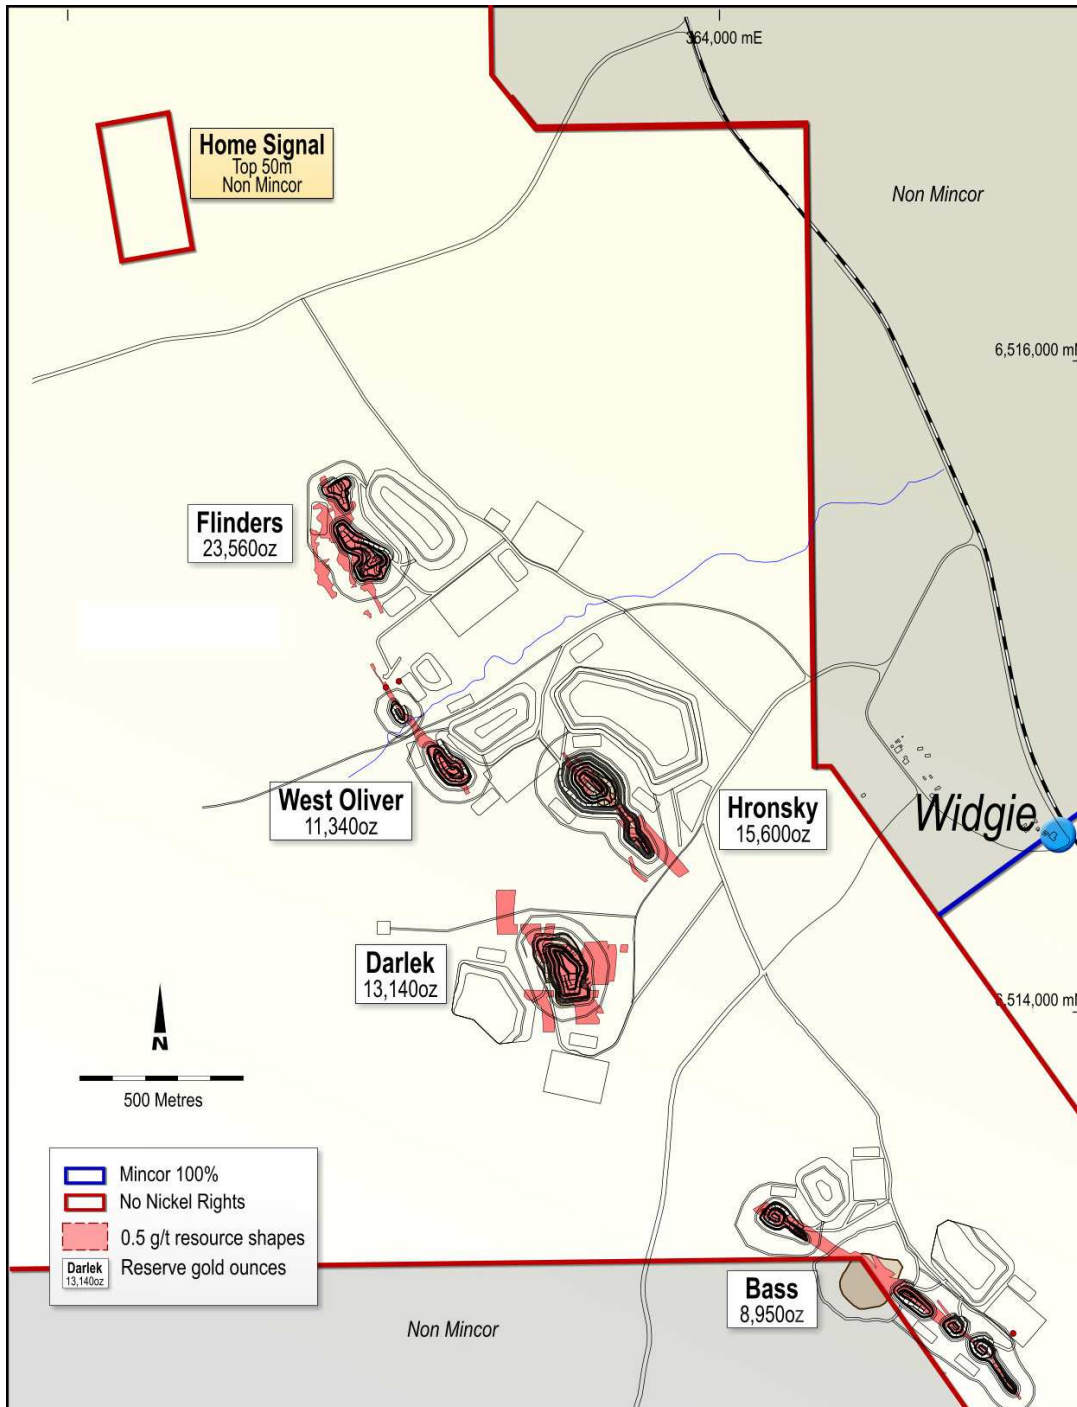 364,000 mE
Home Signal
Top 50m
Non Mincor
Non Mincor
6,516,000 m
Flinders
23,560oz
West Oliver
11,340oz
Hronsky
15,600oz
Widgie
Darlek
13,140oz
6,514,000 m
N
500 Metres
Mincor 100%
No Nickel Rights
0.5 g/t resource shapes
Darlek
13,140oz
Reserve gold ounces
Bass
8,950oz
Non Mincor